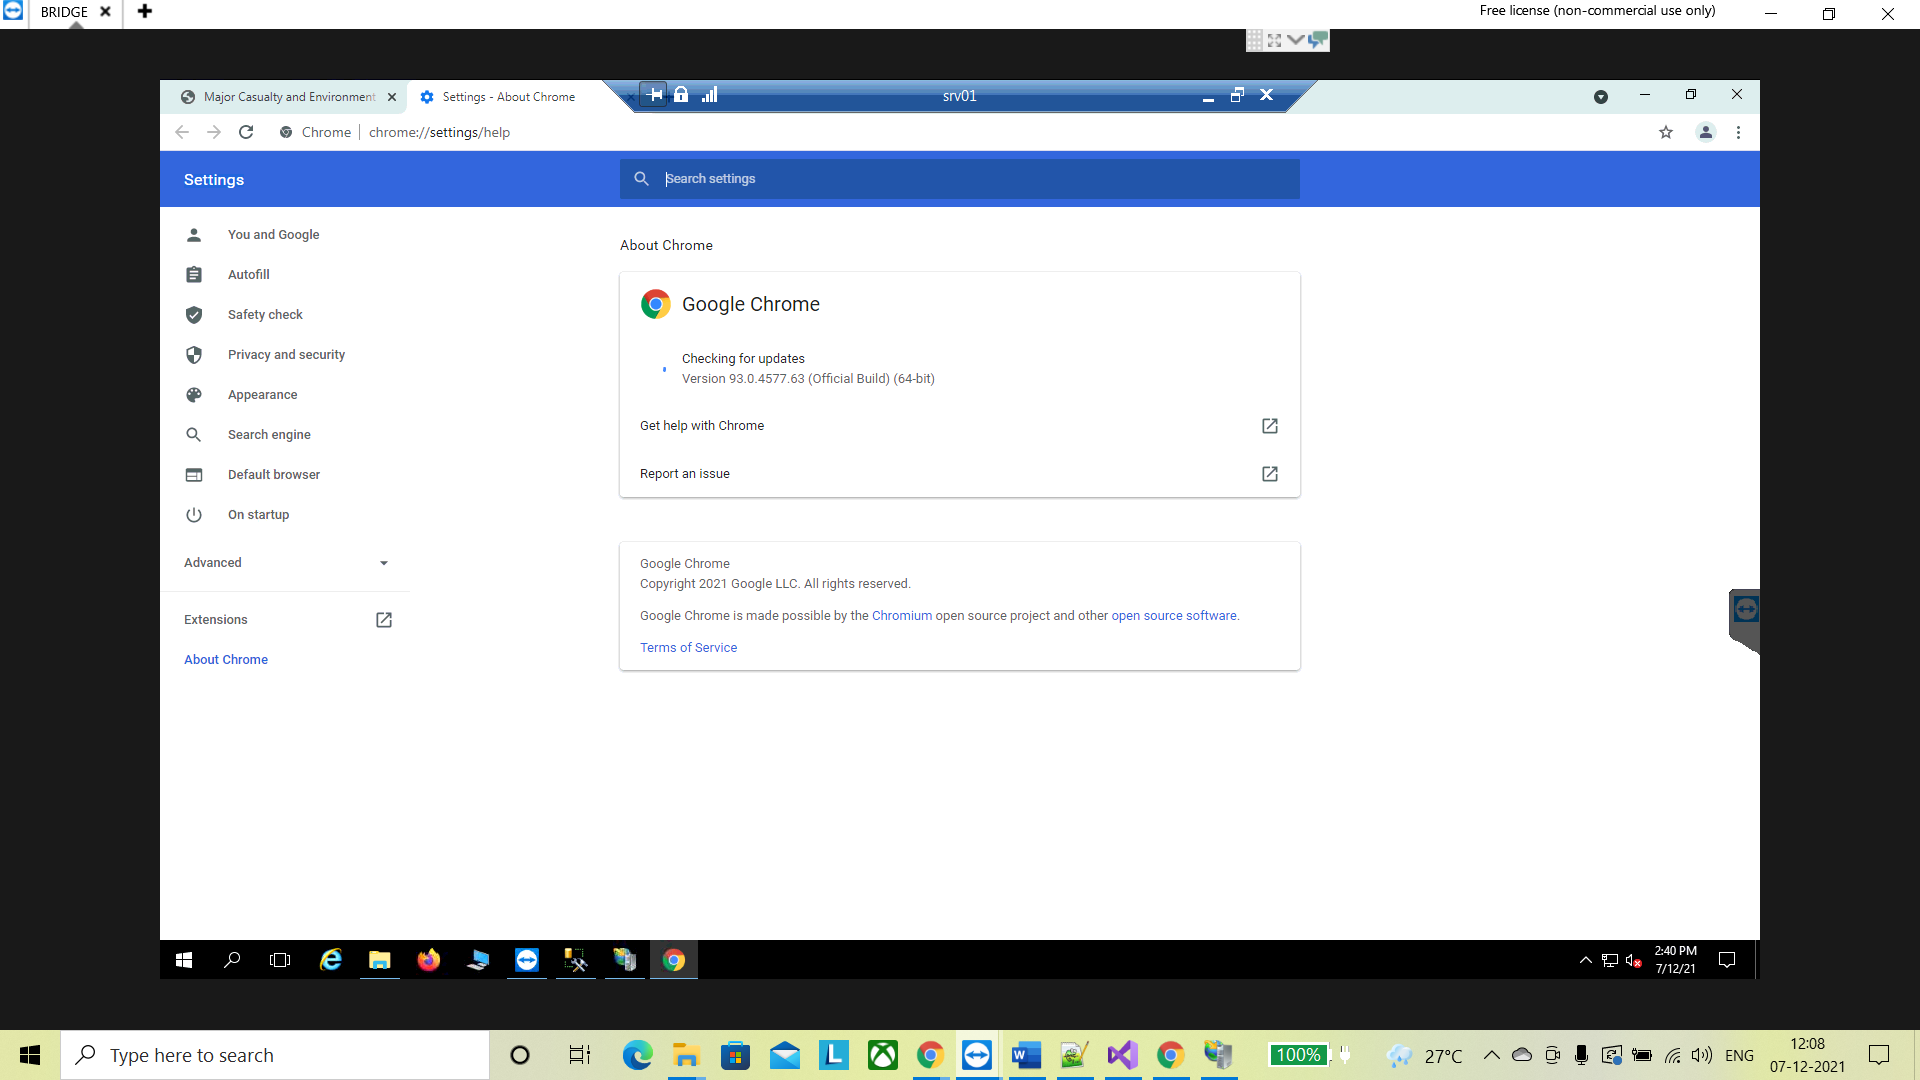 BRIDGE
Free license (non-commercial use only)
Major Casualty and Environment
Settings - About Chrome
srv01
Chrome
chrome://settings/help
Settings
Search settings
You and Google
Autofill
Safety check
Privacy and security
Appearance
Search engine
Default browser
On startup
Advanced
Extensions
About Chrome
About Chrome
Google Chrome
Checking for updates
Version 93.0.4577.63 (Official Build) (64-bit)
Get help with Chrome
Report an issue
Google Chrome
Copyright 2021 Google LLC. All rights reserved.
Google Chrome is made possible by the Chromium open source project and other open source software.
Terms of Service
2:40 PM
7/12/21
Type here to search
100%
27°C
ENG
12:08
07-12-2021